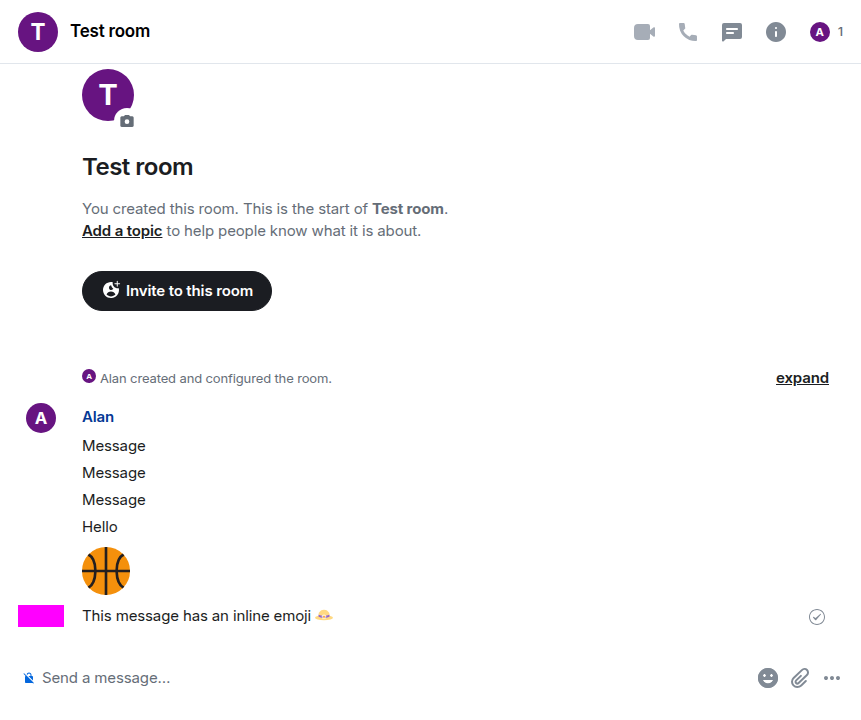 T Test room A 1
T
Test room
You created this room. This is the start of Test room.
Add a topic to help people know what it is about.
Invite to this room
A Alan created and configured the room. expand
A Alan
Message
Message
Message
Hello
This message has an inline emoji 👒
Send a message...